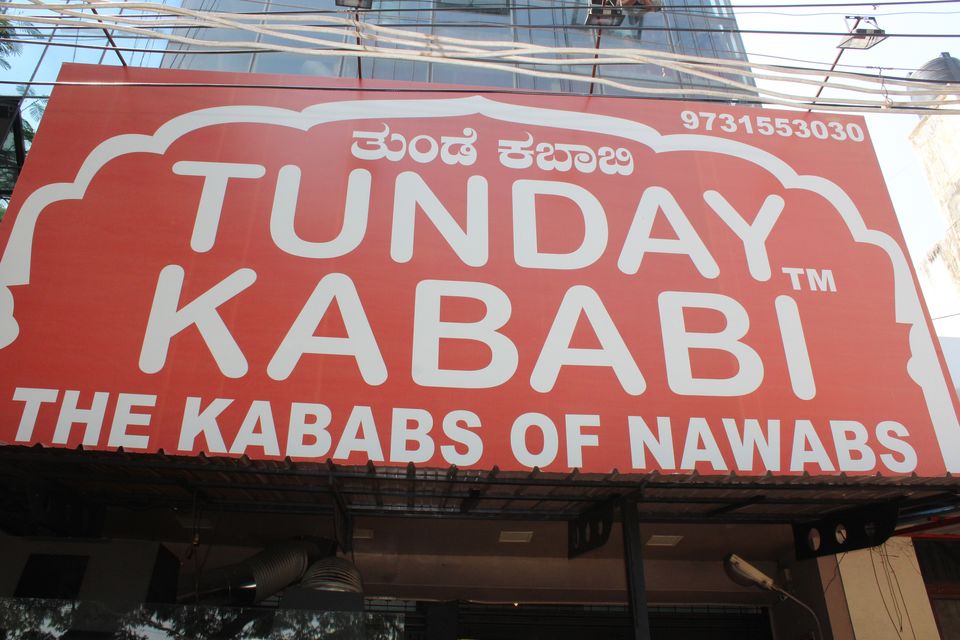 9731553030
ತುಂಡೆ ಕಬಾಬಿ
TUNDAY
KABABI™
THE KABABS OF NAWABS